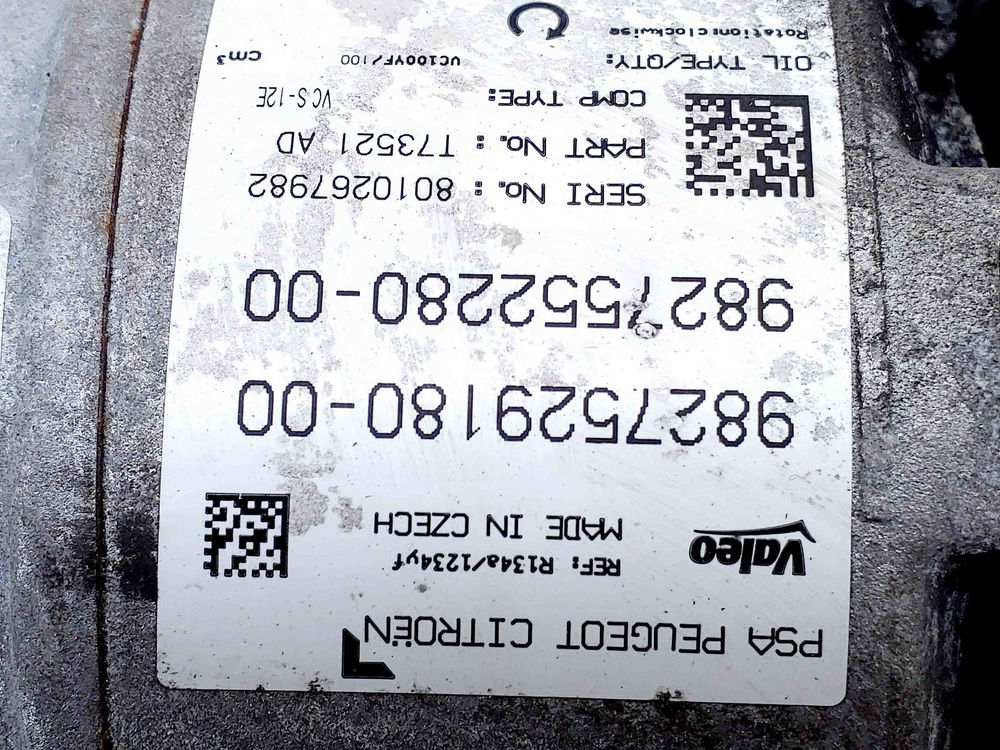 PSA PEUGEOT CITROËN
Valeo
REF: R134a/1234yf
MADE IN CZECH
9827529180-00
9827552280-00
SERI No. : 8010267982
PART No. : T73521 AD
COMP TYPE: VCS-12E
OIL TYPE/QTY: VC100YF/100 cm³
Rotation:clockwise